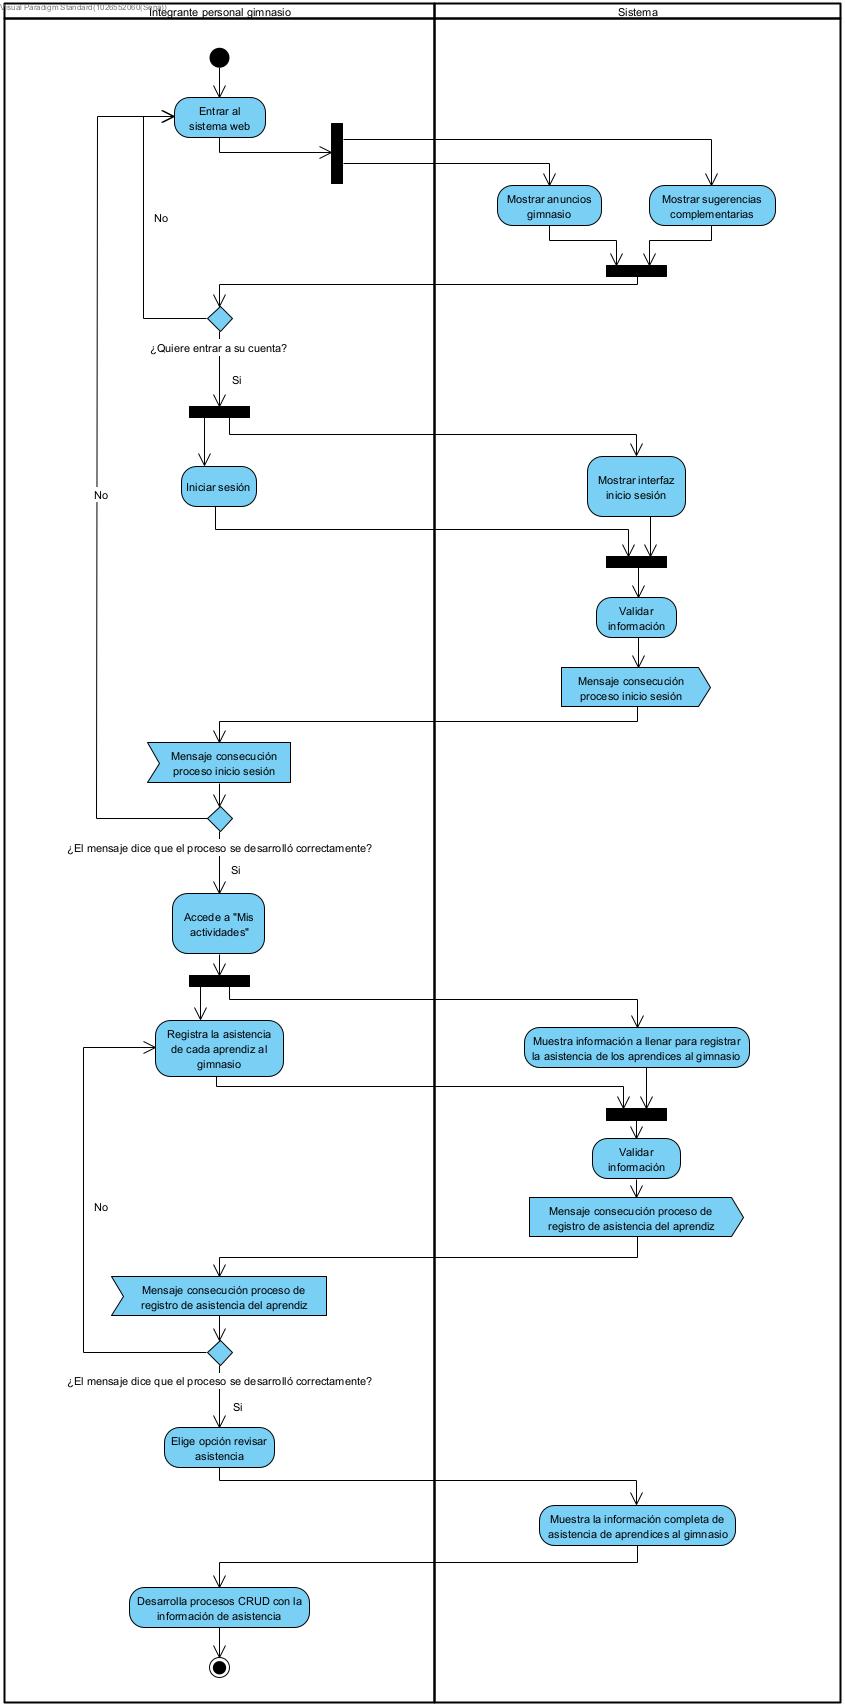 Visual Paradigm Standard(1026552060(Sena))
Integrante personal gimnasio
Sistema
Entrar al
sistema web
Mostrar anuncios
gimnasio
Mostrar sugerencias
complementarias
No
¿Quiere entrar a su cuenta?
Si
Iniciar sesión
Mostrar interfaz
inicio sesión
No
Validar
información
Mensaje consecución
proceso inicio sesión
Mensaje consecución
proceso inicio sesión
¿El mensaje dice que el proceso se desarrolló correctamente?
Si
Accede a "Mis
actividades"
Registra la asistencia
de cada aprendiz al
gimnasio
Muestra información a llenar para registrar
la asistencia de los aprendices al gimnasio
Validar
información
No
Mensaje consecución proceso de
registro de asistencia del aprendiz
Mensaje consecución proceso de
registro de asistencia del aprendiz
¿El mensaje dice que el proceso se desarrolló correctamente?
Si
Elige opción revisar
asistencia
Muestra la información completa de
asistencia de aprendices al gimnasio
Desarrolla procesos CRUD con la
información de asistencia